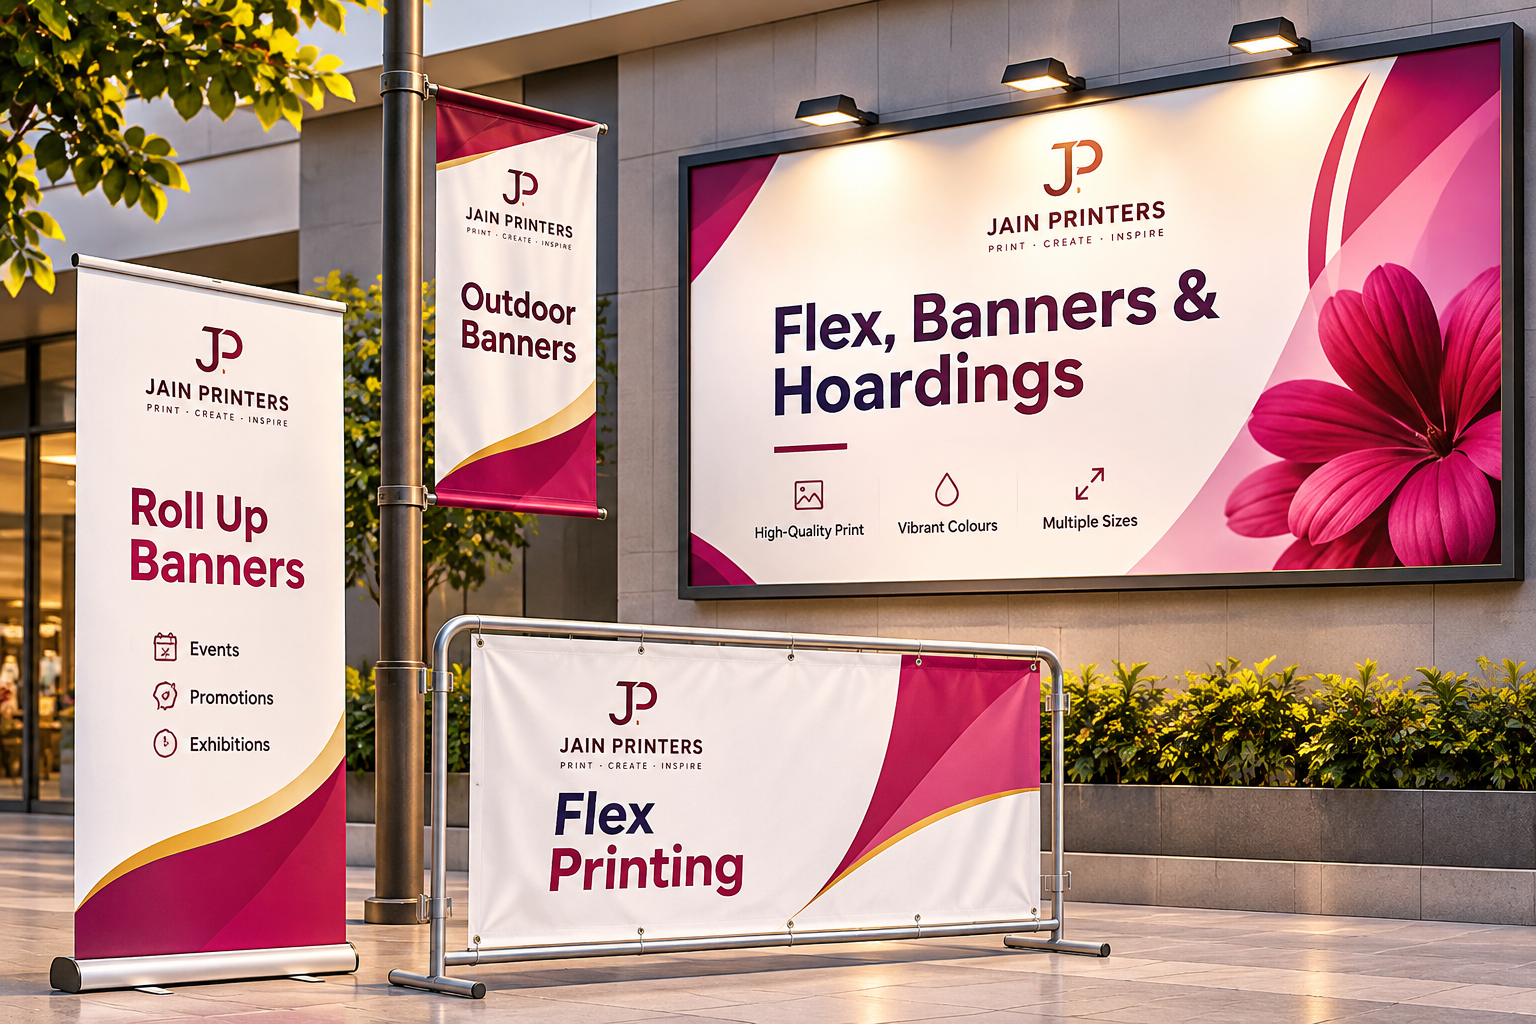 JP
JAIN PRINTERS
PRINT · CREATE · INSPIRE
Roll Up
Banners
Events
Promotions
Exhibitions
JP
JAIN PRINTERS
PRINT · CREATE · INSPIRE
Outdoor
Banners
JP
JAIN PRINTERS
PRINT · CREATE · INSPIRE
Flex, Banners &
Hoardings
High-Quality Print
Vibrant Colours
Multiple Sizes
JP
JAIN PRINTERS
PRINT · CREATE · INSPIRE
Flex
Printing